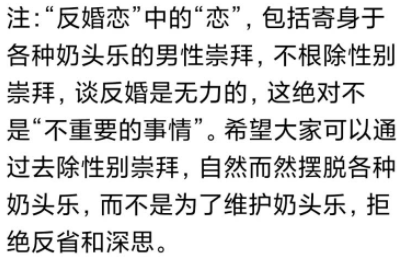 注：“反婚恋”中的“恋”，包括寄身于
各种奶头乐的男性崇拜，不根除性别
崇拜，谈反婚是无力的，这绝对不
是“不重要的事情”。希望大家可以通
过去除性别崇拜，自然而然摆脱各种
奶头乐，而不是为了维护奶头乐，拒
绝反省和深思。